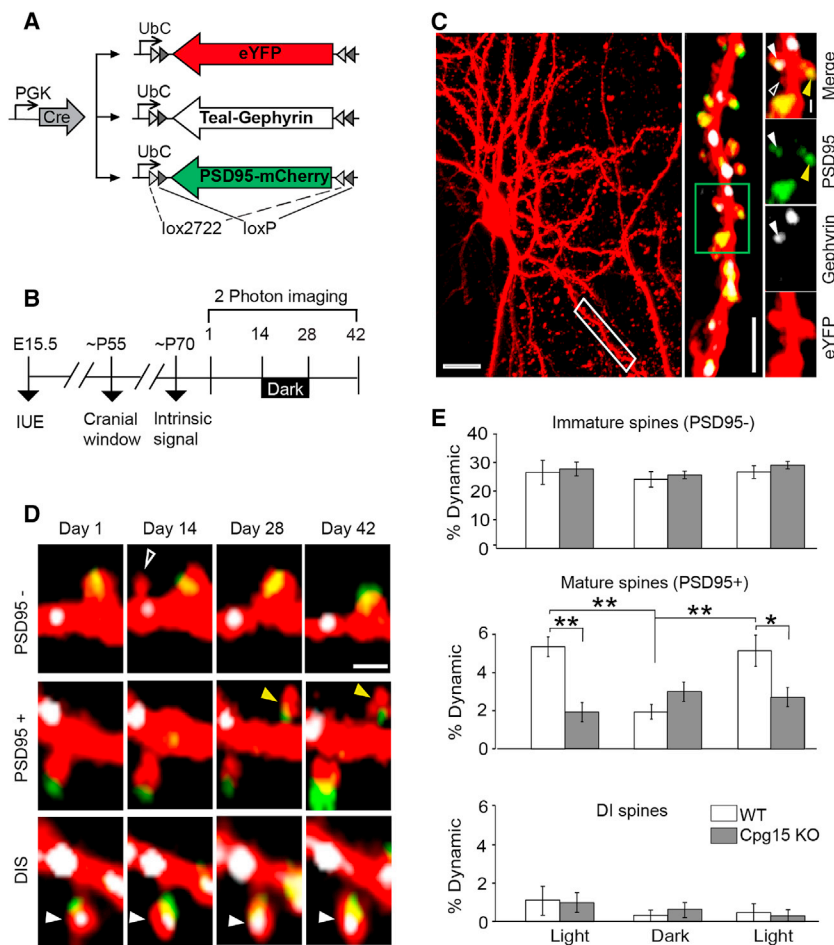 A
PGK
Cre
UbC
eYFP
UbC
Teal-Gephyrin
UbC
PSD95-mCherry
lox2722
loxP
B
2 Photon imaging
E15.5
~P55
~P70
1
14
28
42
Dark
IUE
Cranial
window
Intrinsic
signal
C
Merge
PSD95
Gephyrin
eYFP
D
Day 1
Day 14
Day 28
Day 42
PSD95 -
PSD95 +
DIS
E
Immature spines (PSD95-)
% Dynamic
40
30
20
10
0
Mature spines (PSD95+)
% Dynamic
6
4
2
0
**
**
**
*
DI spines
% Dynamic
6
4
2
0
WT
Cpg15 KO
Light
Dark
Light